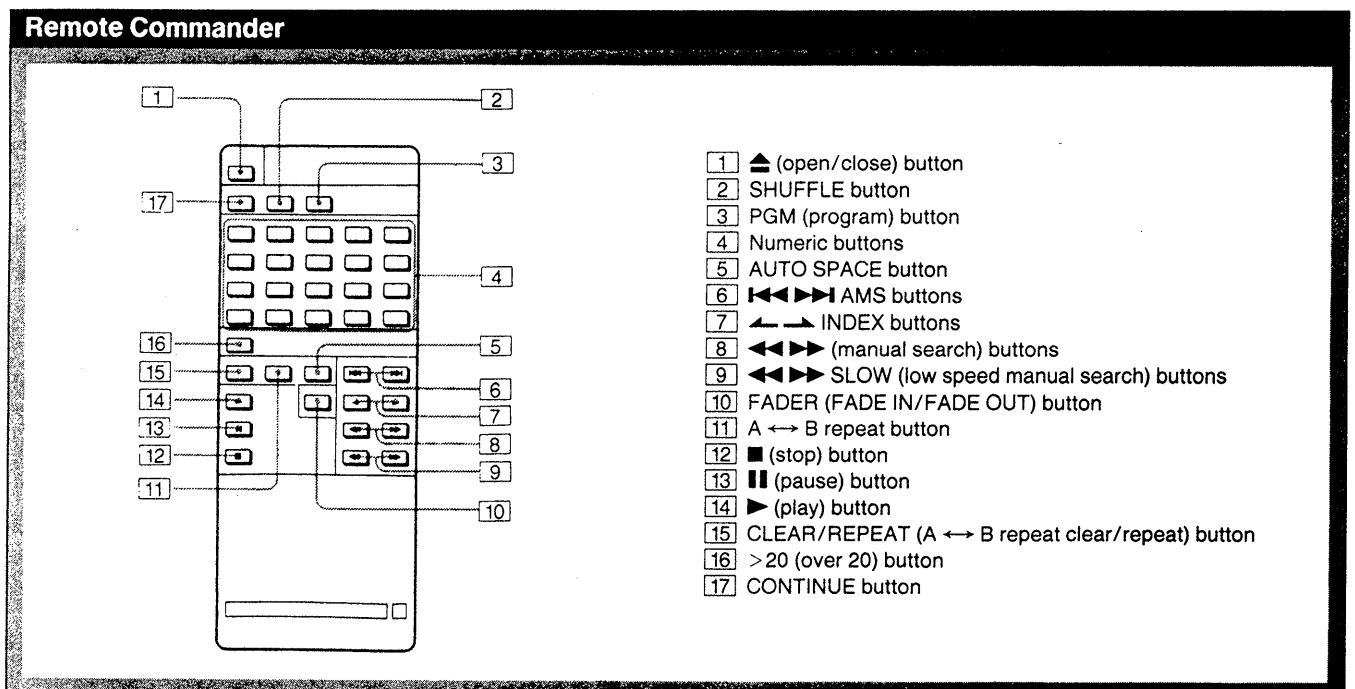 Remote Commander
1
2
3
17
4
16
5
15
6
14
7
13
8
12
9
11
10
1 ⏏ (open/close) button
2 SHUFFLE button
3 PGM (program) button
4 Numeric buttons
5 AUTO SPACE button
6 ⏮ ⏭ AMS buttons
7 INDEX buttons
8 ◀◀ ▶▶ (manual search) buttons
9 ◀◀ ▶▶ SLOW (low speed manual search) buttons
10 FADER (FADE IN/FADE OUT) button
11 A ↔ B repeat button
12 ■ (stop) button
13 ⏸ (pause) button
14 ▶ (play) button
15 CLEAR/REPEAT (A ↔ B repeat clear/repeat) button
16 >20 (over 20) button
17 CONTINUE button